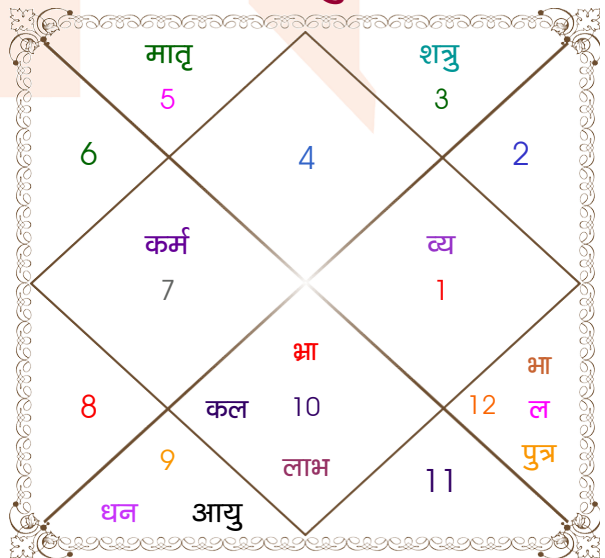 मातृ शत्रु
5 3
6 4 2
कर्म व्य
7 1
भ्रा
भा
8 कल 10 12 ल
9 लाभ पुत्र
11
धन आयु